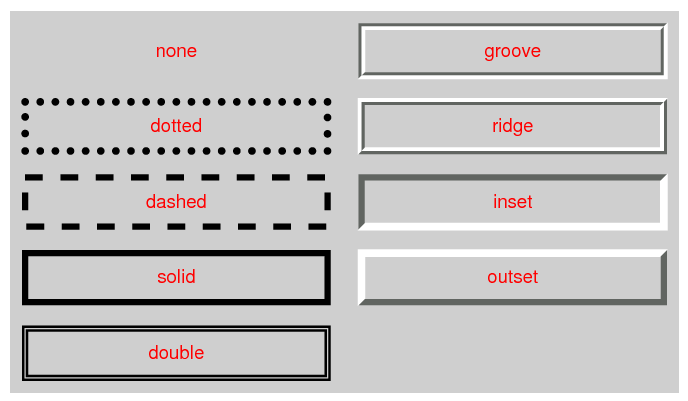 none
groove
dotted
ridge
dashed
inset
solid
outset
double